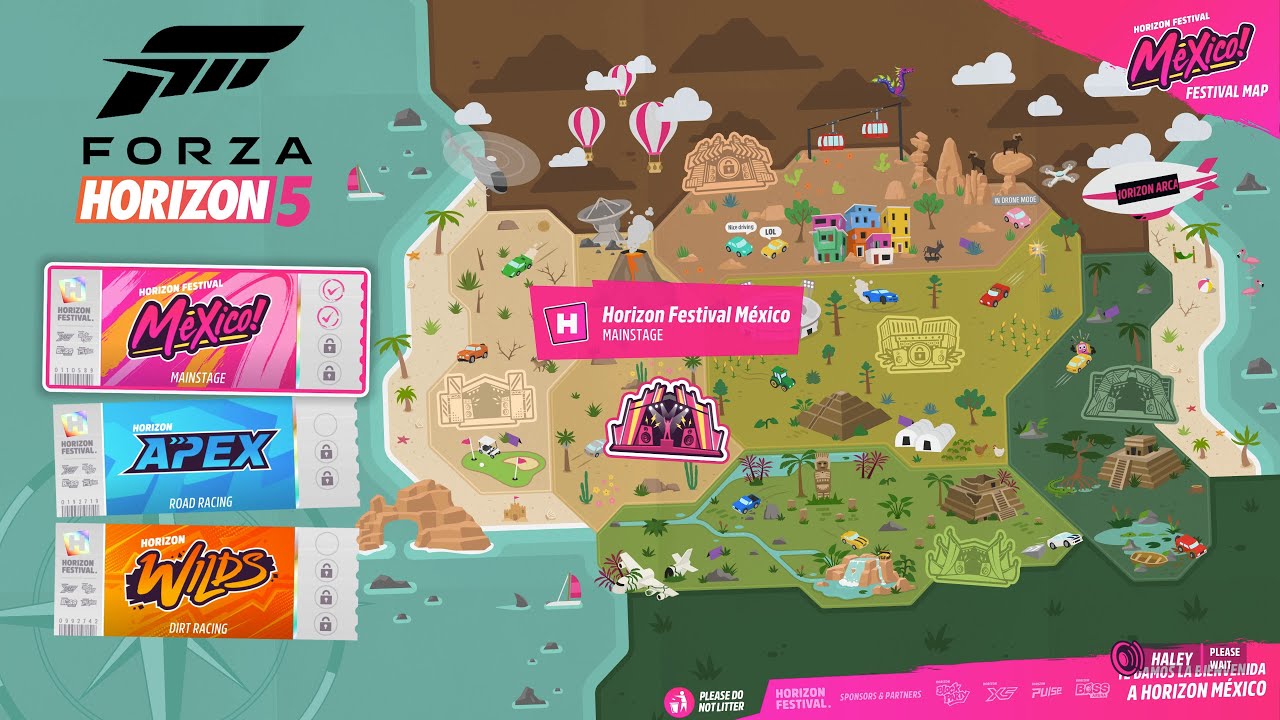 FORZA
HORIZON 5
HORIZON FESTIVAL
México!
FESTIVAL MAP
HORIZON FESTIVAL.
HORIZON FESTIVAL
México!
MAINSTAGE
HORIZON FESTIVAL.
HORIZON
APEX
ROAD RACING
HORIZON FESTIVAL.
HORIZON
WILDS
DIRT RACING
Nice driving
LOL
IN DRONE MODE
HORIZON ARCA
H
Horizon Festival México
MAINSTAGE
HALEY
PLEASE WAIT
DAMOS LA BIENVENIDA
A HORIZON MÉXICO
PLEASE DO
NOT LITTER
HORIZON
FESTIVAL.
SPONSORS & PARTNERS
XS
PULSE
BASS